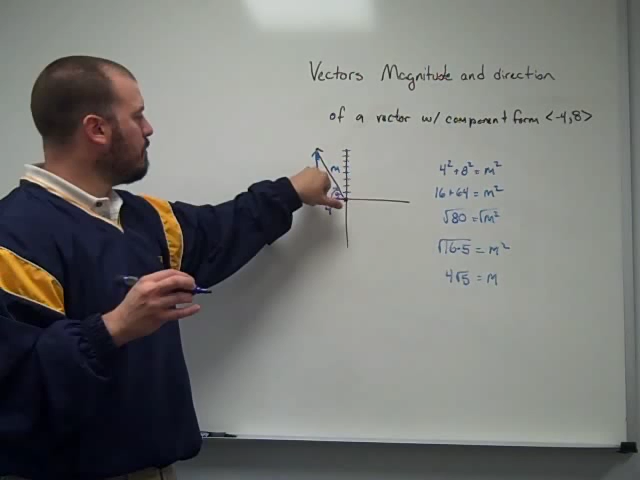 Vectors Magnitude and direction
of a vector w/ component form <-4,8>
M
4
4² + 8² = m²
16 + 64 = m²
√80 = √m²
√16·5 = m²
4√5 = m